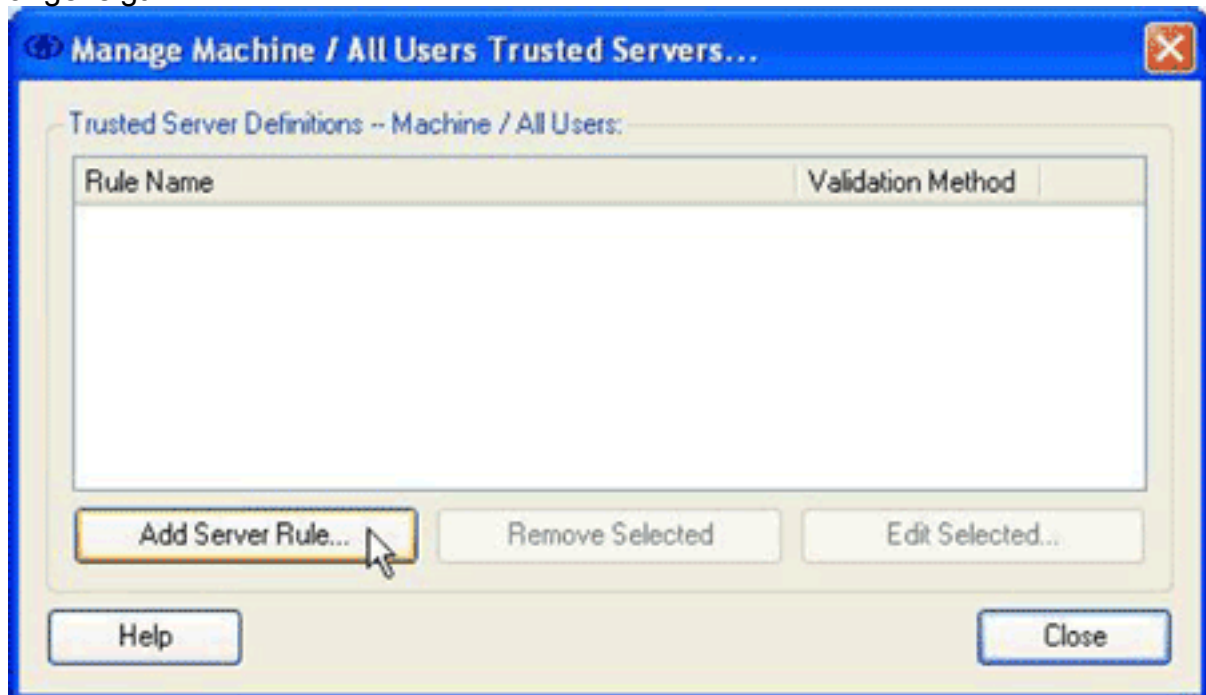 Manage Machine / All Users Trusted Servers...
Trusted Server Definitions -- Machine / All Users:
Rule Name Validation Method
Add Server Rule... Remove Selected Edit Selected...
Help Close